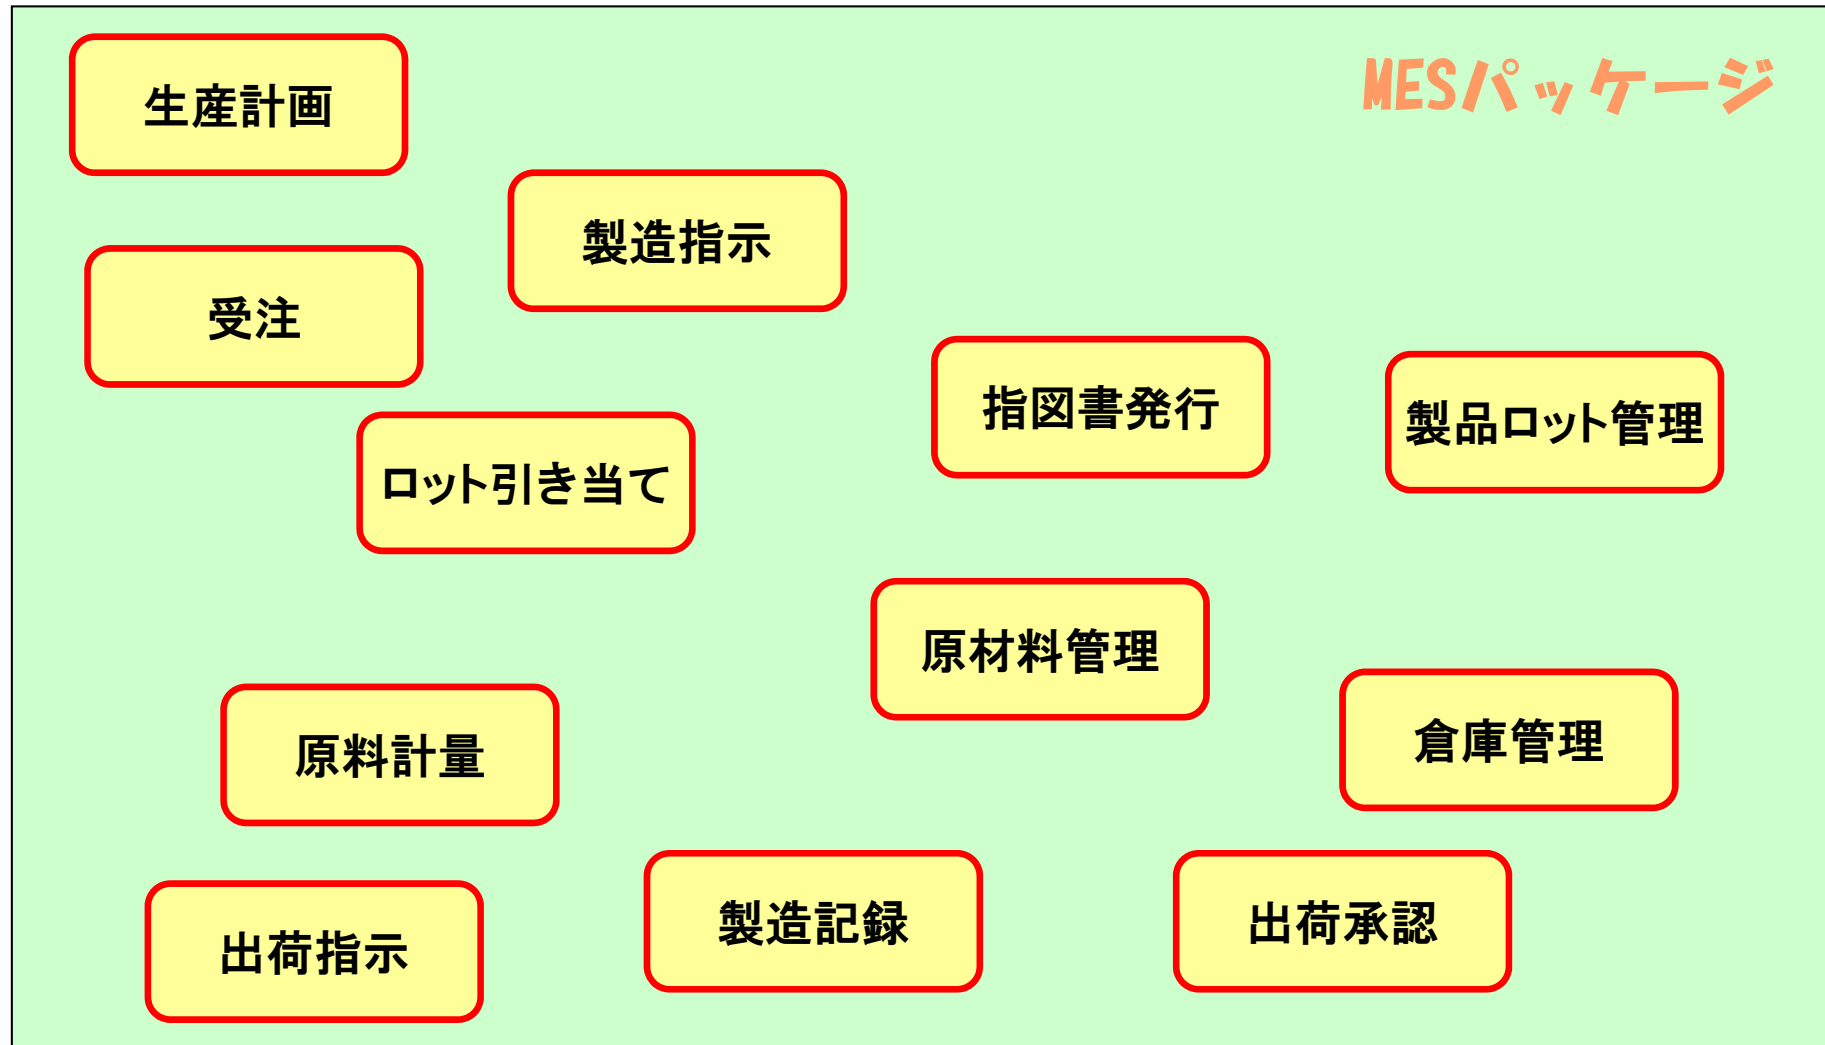 MESパッケージ
生産計画
製造指示
受注
指図書発行
製品ロット管理
ロット引き当て
原材料管理
倉庫管理
原料計量
製造記録
出荷承認
出荷指示